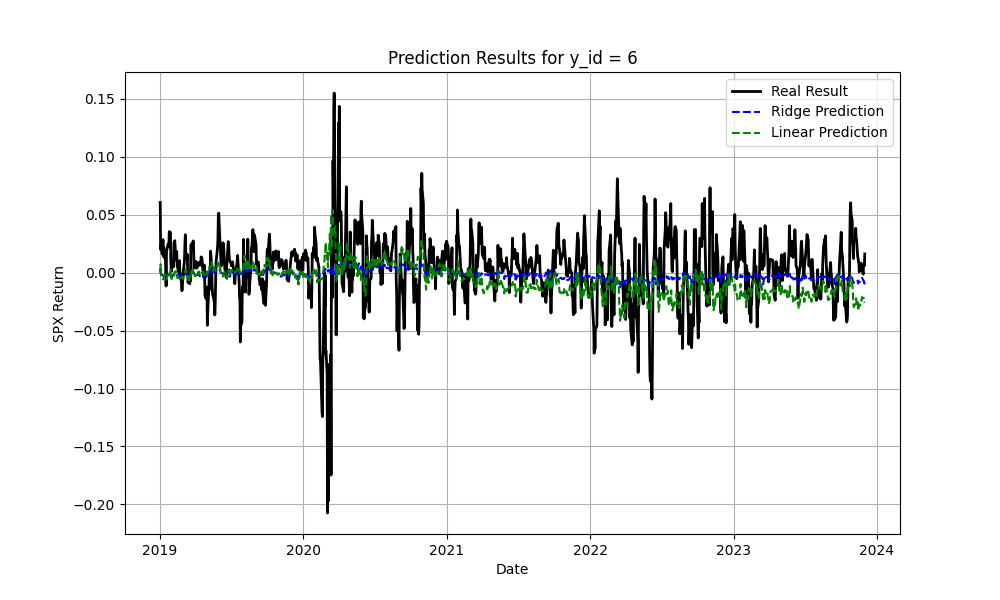 Prediction Results for y_id = 6
Real Result
Ridge Prediction
Linear Prediction
SPX Return
0.15
0.10
0.05
0.00
−0.05
−0.10
−0.15
−0.20
2019 2020 2021 2022 2023 2024
Date